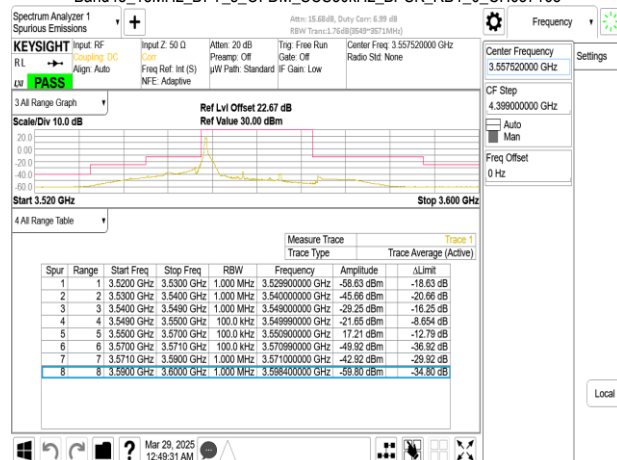 Spectrum Analyzer 1
Spurious Emissions
Attn: 15.68dB, Duty Corr: 6.99 dB
RBW Trans:1.76dB(3549~3571MHz)
Frequency
KEYSIGHT Input: RF Input Z: 50 Ω Atten: 20 dB Trig: Free Run Center Freq: 3.557520000 GHz
RL Coupling: DC Corr Preamp: Off Gate: Off Radio Std: None
Align: Auto Freq Ref: Int (S) µW Path: Standard IF Gain: Low
LXI PASS NFE: Adaptive
Center Frequency
3.557520000 GHz
Settings
CF Step
4.399000000 GHz
Auto
Man
Freq Offset
0 Hz
3 All Range Graph
Ref Lvl Offset 22.67 dB
Scale/Div 10.0 dB Ref Value 30.00 dBm
20.0
0.00
-20.0
-40.0
-60.0
Start 3.520 GHz Stop 3.600 GHz
4 All Range Table
Measure Trace Trace 1
Trace Type Trace Average (Active)
Spur Range Start Freq Stop Freq RBW Frequency Amplitude ΔLimit
1 1 3.5200 GHz 3.5300 GHz 1.000 MHz 3.529900000 GHz -58.63 dBm -18.63 dB
2 2 3.5300 GHz 3.5400 GHz 1.000 MHz 3.540000000 GHz -45.66 dBm -20.66 dB
3 3 3.5400 GHz 3.5490 GHz 1.000 MHz 3.549000000 GHz -29.25 dBm -16.25 dB
4 4 3.5490 GHz 3.5500 GHz 100.0 kHz 3.549990000 GHz -21.65 dBm -8.654 dB
5 5 3.5500 GHz 3.5700 GHz 100.0 kHz 3.550900000 GHz 17.21 dBm -12.79 dB
6 6 3.5700 GHz 3.5710 GHz 100.0 kHz 3.570990000 GHz -49.92 dBm -36.92 dB
7 7 3.5710 GHz 3.5900 GHz 1.000 MHz 3.571000000 GHz -42.92 dBm -29.92 dB
8 8 3.5900 GHz 3.6000 GHz 1.000 MHz 3.598400000 GHz -59.80 dBm -34.80 dB
Local
Mar 29, 2025
12:49:31 AM